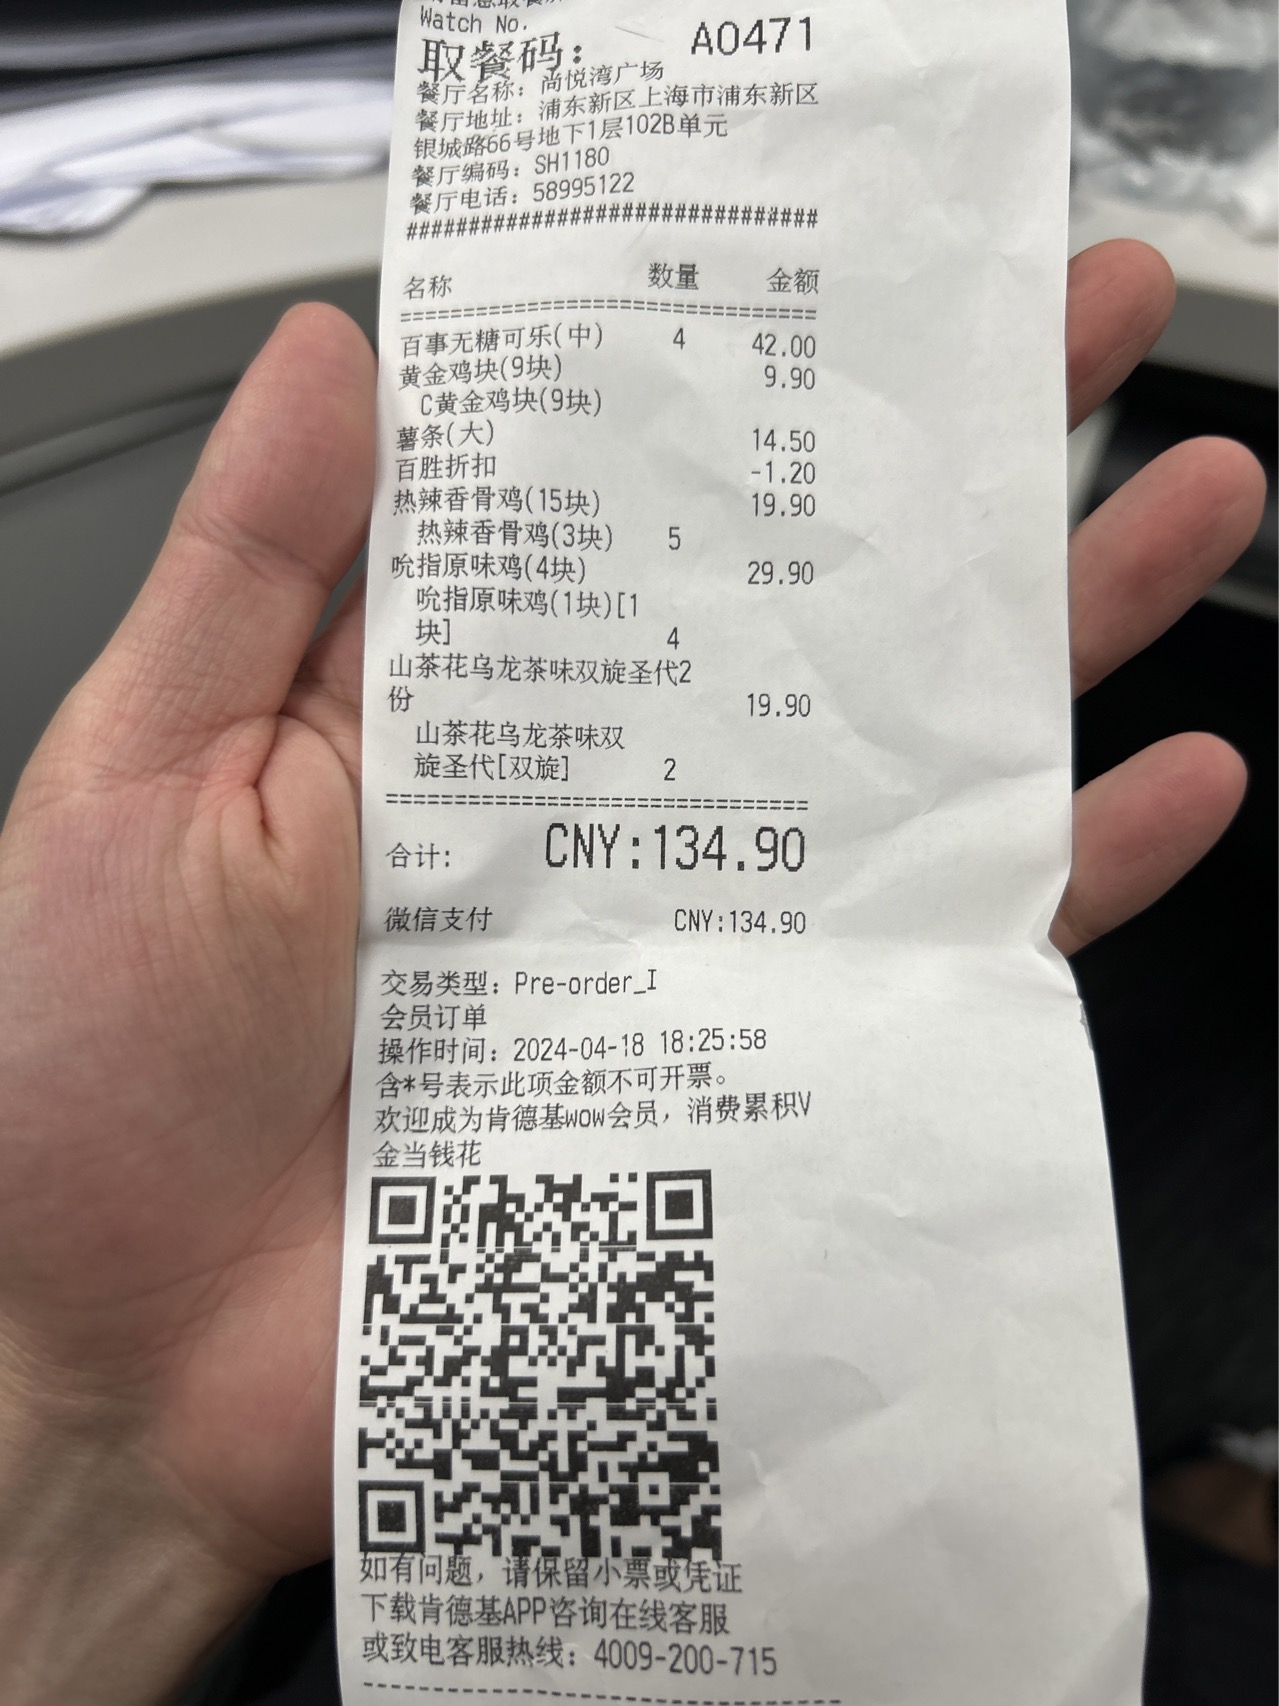 Watch No.
取餐码： A0471
餐厅名称：尚悦湾广场
餐厅地址：浦东新区上海市浦东新区
银城路66号地下1层102B单元
餐厅编码：SH1180
餐厅电话：58995122
#################################
名称 数量 金额
==================================
百事无糖可乐(中) 4 42.00
黄金鸡块(9块) 9.90
C黄金鸡块(9块)
薯条(大) 14.50
百胜折扣 -1.20
热辣香骨鸡(15块) 19.90
热辣香骨鸡(3块) 5
吮指原味鸡(4块) 29.90
吮指原味鸡(1块)[1
块] 4
山茶花乌龙茶味双旋圣代2
份 19.90
山茶花乌龙茶味双
旋圣代[双旋] 2
==================================
合计: CNY:134.90
微信支付 CNY:134.90
交易类型：Pre-order_I
会员订单
操作时间：2024-04-18 18:25:58
含*号表示此项金额不可开票。
欢迎成为肯德基wow会员，消费累积V
金当钱花
如有问题，请保留小票或凭证
下载肯德基APP咨询在线客服
或致电客服热线：4009-200-715
----------------------------------